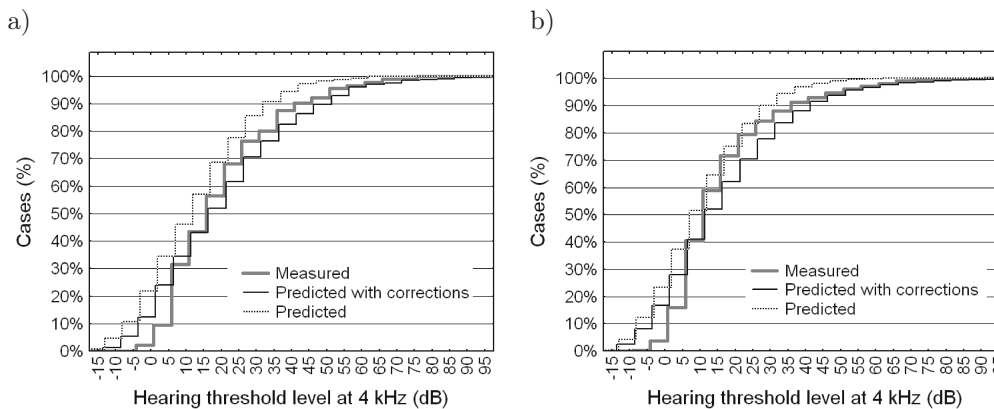 a)
100%
90%
80%
70%
60%
50%
40%
30%
20%
10%
0%
Cases (%)
-15 -10 -5 0 5 10 15 20 25 30 35 40 45 50 55 60 65 70 75 80 85 90 95
Hearing threshold level at 4 kHz (dB)
Measured
Predicted with corrections
Predicted
b)
100%
90%
80%
70%
60%
50%
40%
30%
20%
10%
0%
Cases (%)
-15 -10 -5 0 5 10 15 20 25 30 35 40 45 50 55 60 65 70 75 80 85 90 95
Hearing threshold level at 4 kHz (dB)
Measured
Predicted with corrections
Predicted